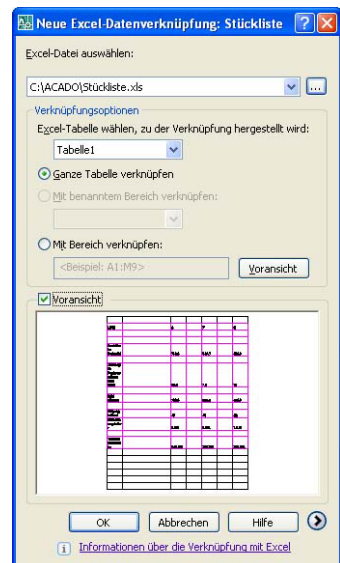 Neue Excel-Datenverknüpfung: Stückliste
Excel-Datei auswählen:
C:\ACADO\Stückliste.xls
...
Verknüpfungsoptionen
Excel-Tabelle wählen, zu der Verknüpfung hergestellt wird:
Tabelle1
Ganze Tabelle verknüpfen
Mit benanntem Bereich verknüpfen:
Mit Bereich verknüpfen:
<Beispiel: A1:M9>
Voransicht
Voransicht
OK
Abbrechen
Hilfe
Informationen über die Verknüpfung mit Excel